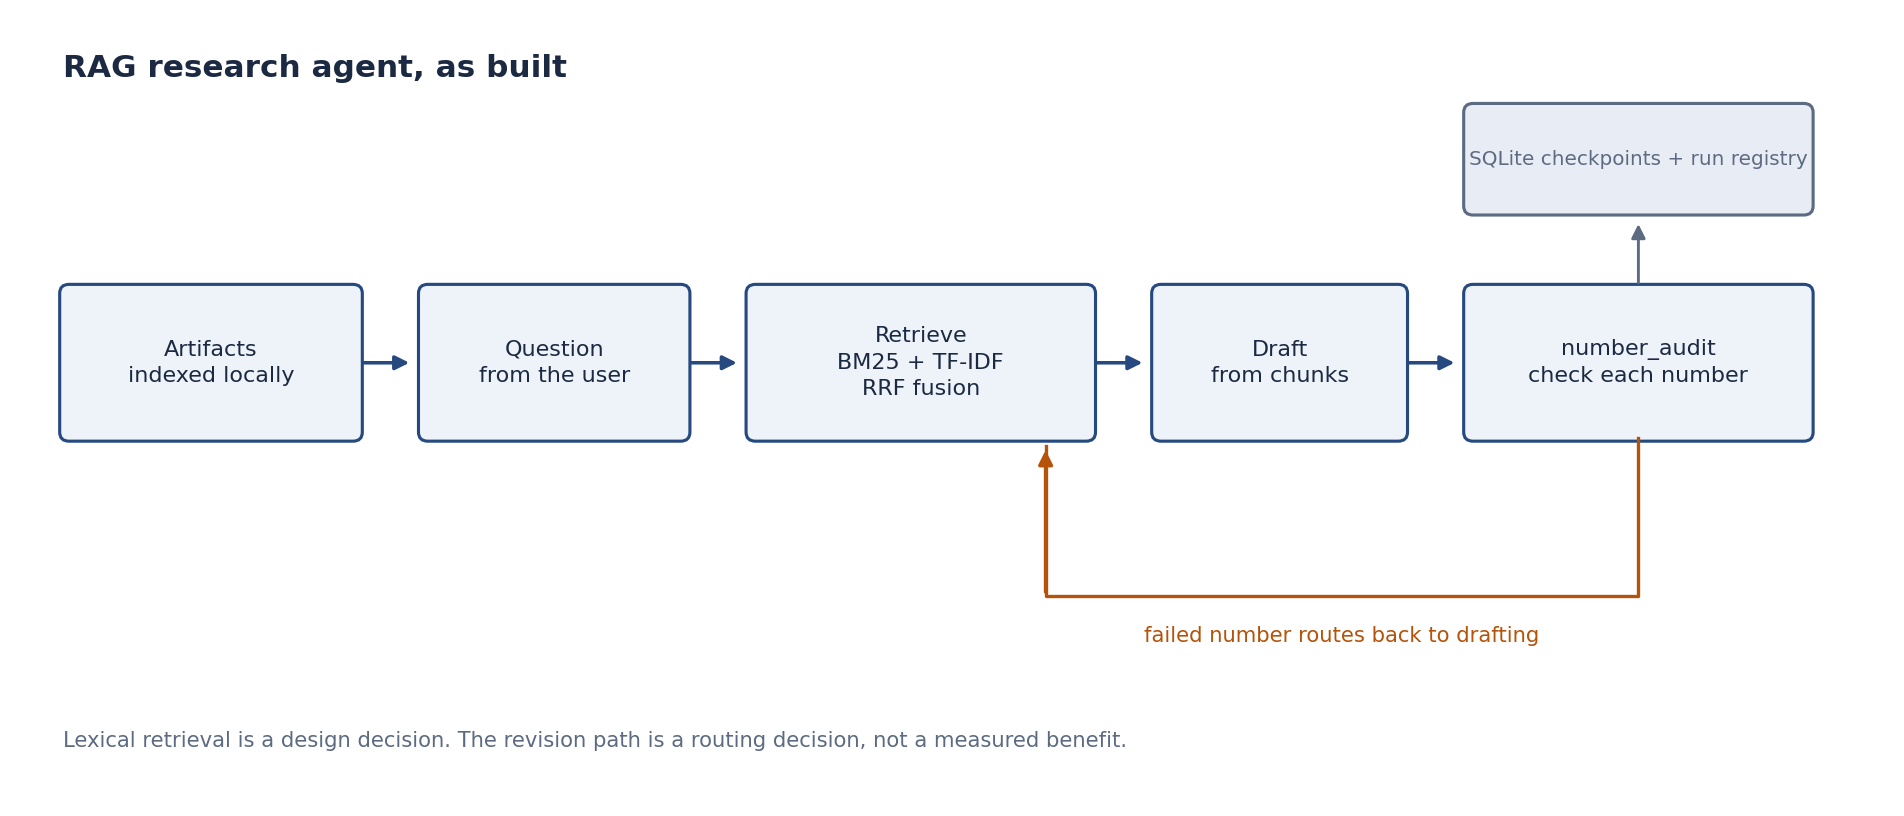 RAG research agent, as built
SQLite checkpoints + run registry
Artifacts
indexed locally
Question
from the user
Retrieve
BM25 + TF-IDF
RRF fusion
Draft
from chunks
number_audit
check each number
failed number routes back to drafting
Lexical retrieval is a design decision. The revision path is a routing decision, not a measured benefit.